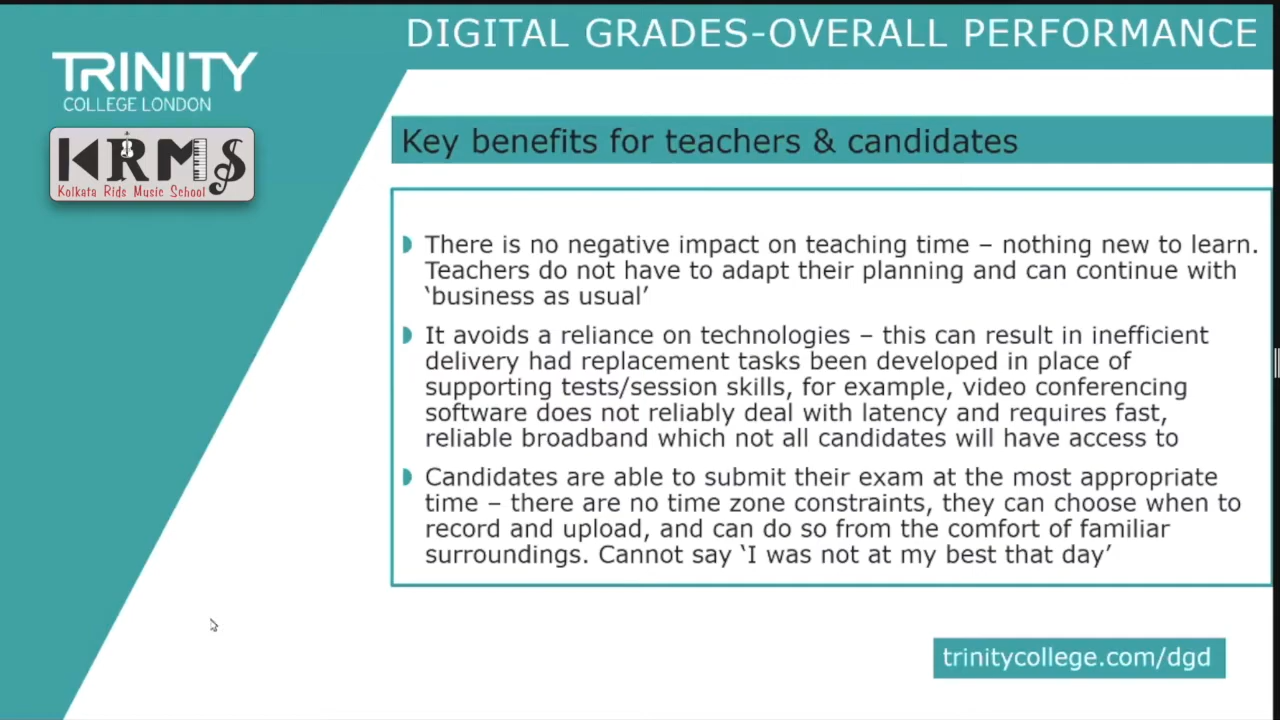 DIGITAL GRADES-OVERALL PERFORMANCE
TRINITY
COLLEGE LONDON
KRMS
Kolkata Rids Music School
Key benefits for teachers & candidates
There is no negative impact on teaching time – nothing new to learn.
Teachers do not have to adapt their planning and can continue with
‘business as usual’
It avoids a reliance on technologies – this can result in inefficient
delivery had replacement tasks been developed in place of
supporting tests/session skills, for example, video conferencing
software does not reliably deal with latency and requires fast,
reliable broadband which not all candidates will have access to
Candidates are able to submit their exam at the most appropriate
time – there are no time zone constraints, they can choose when to
record and upload, and can do so from the comfort of familiar
surroundings. Cannot say ‘I was not at my best that day’
trinitycollege.com/dgd